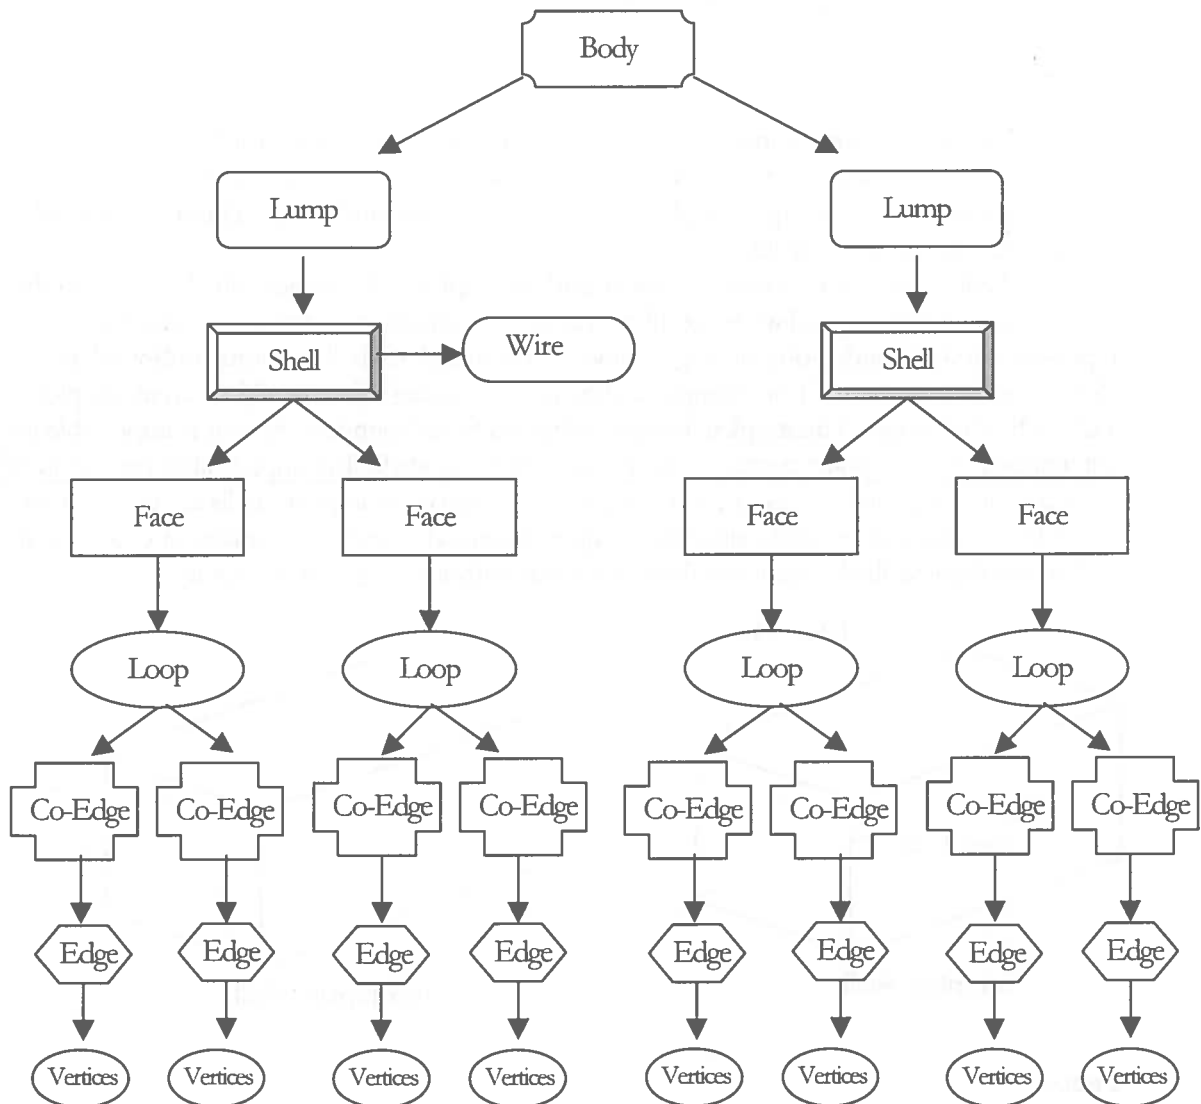 Body
Lump Lump
Shell Wire Shell
Face Face Face Face
Loop Loop Loop Loop
Co-Edge Co-Edge Co-Edge Co-Edge Co-Edge Co-Edge Co-Edge Co-Edge
Edge Edge Edge Edge Edge Edge Edge Edge
Vertices Vertices Vertices Vertices Vertices Vertices Vertices Vertices